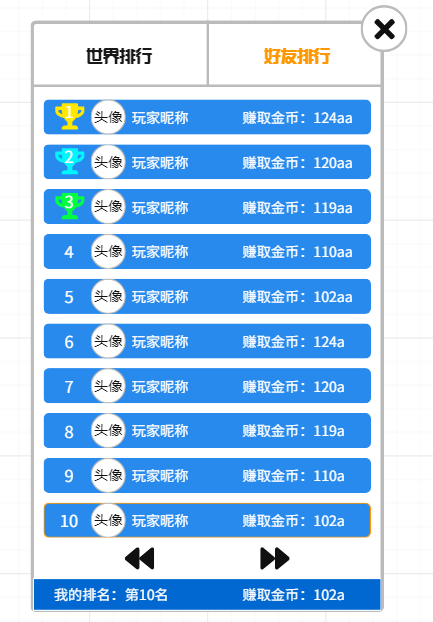 世界排行 好友排行
1 头像 玩家昵称 赚取金币：124aa
2 头像 玩家昵称 赚取金币：120aa
3 头像 玩家昵称 赚取金币：119aa
4 头像 玩家昵称 赚取金币：110aa
5 头像 玩家昵称 赚取金币：102aa
6 头像 玩家昵称 赚取金币：124a
7 头像 玩家昵称 赚取金币：120a
8 头像 玩家昵称 赚取金币：119a
9 头像 玩家昵称 赚取金币：110a
10 头像 玩家昵称 赚取金币：102a
我的排名：第10名 赚取金币：102a